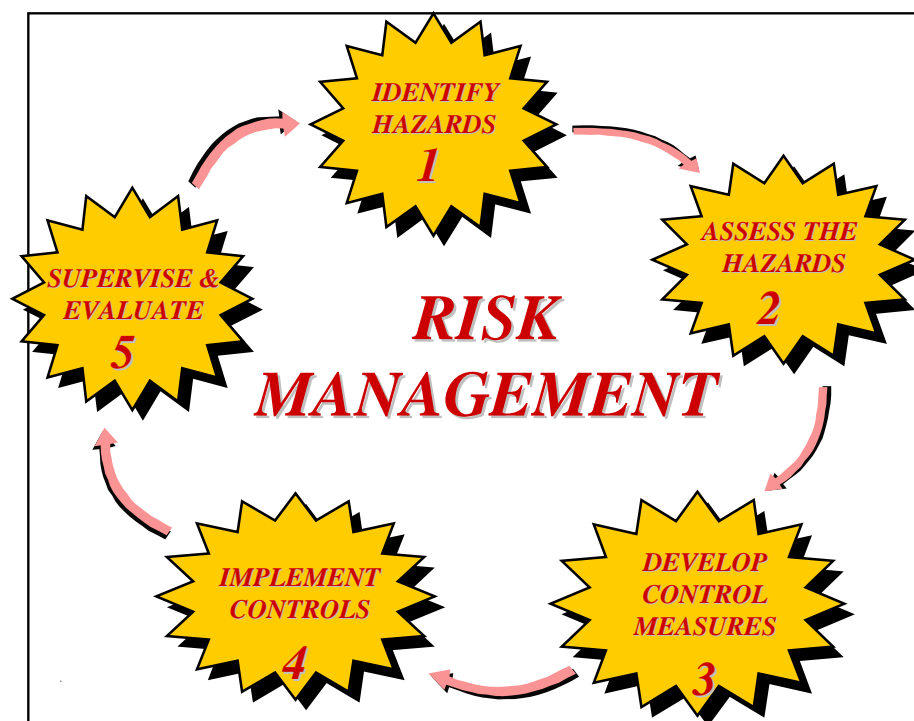 IDENTIFY
HAZARDS
1
ASSESS THE
HAZARDS
2
DEVELOP
CONTROL
MEASURES
3
IMPLEMENT
CONTROLS
4
SUPERVISE &
EVALUATE
5
RISK
MANAGEMENT